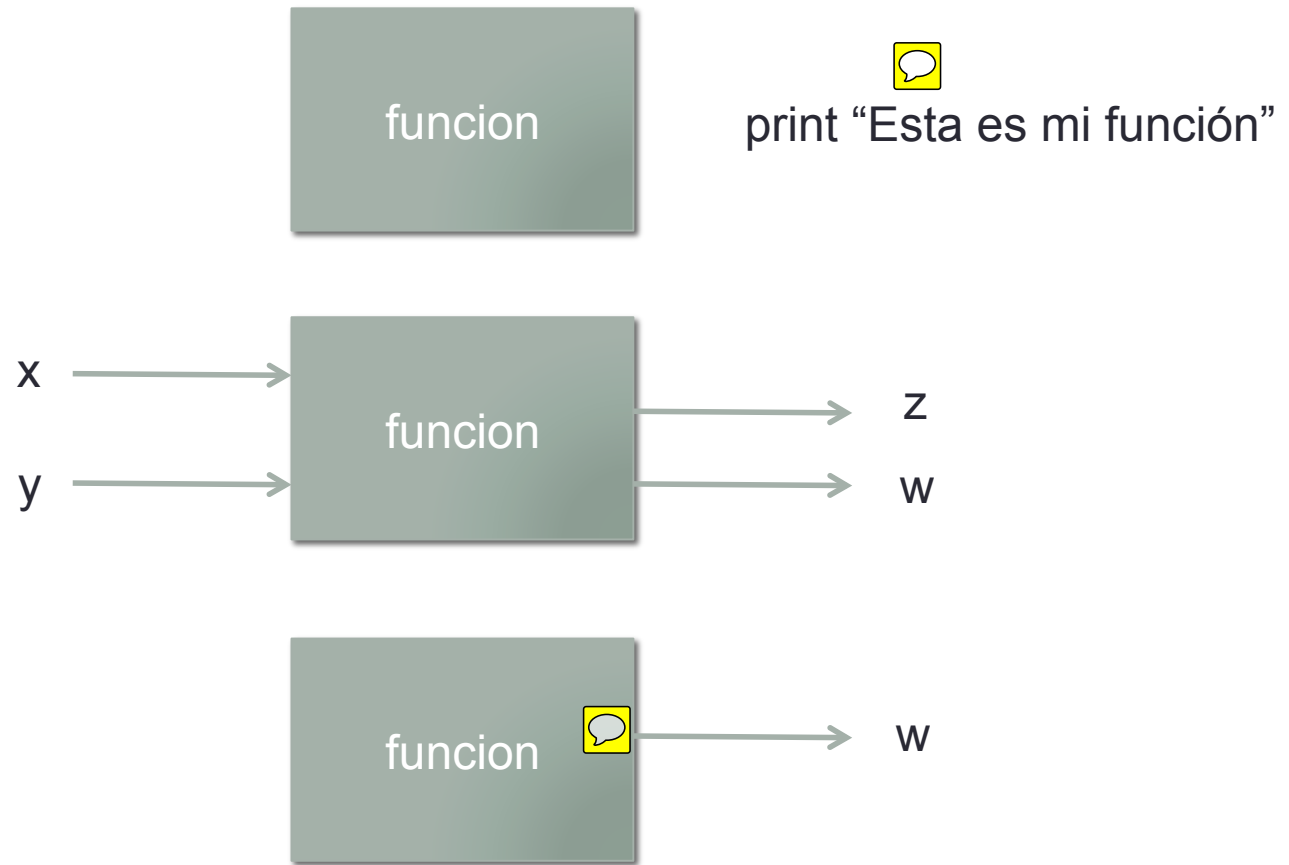 funcion
print “Esta es mi función”
x
y
funcion
z
w
funcion
w